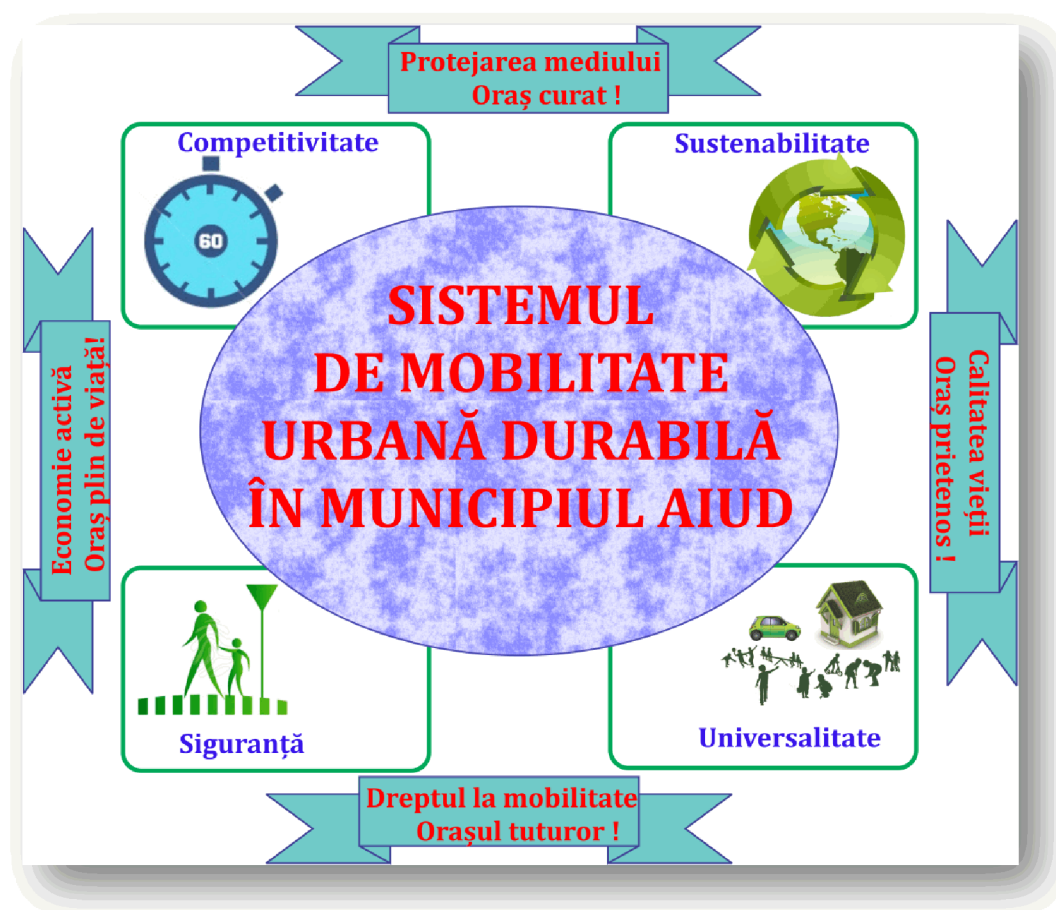 Protejarea mediului
Oraș curat !
Competitivitate
Sustenabilitate
60
Economie activă
Oraș plin de viață!
SISTEMUL
DE MOBILITATE
URBANĂ DURABILĂ
ÎN MUNICIPIUL AIUD
Calitatea vieții
Oraș prietenos !
Siguranță
Universalitate
Dreptul la mobilitate
Orașul tuturor !